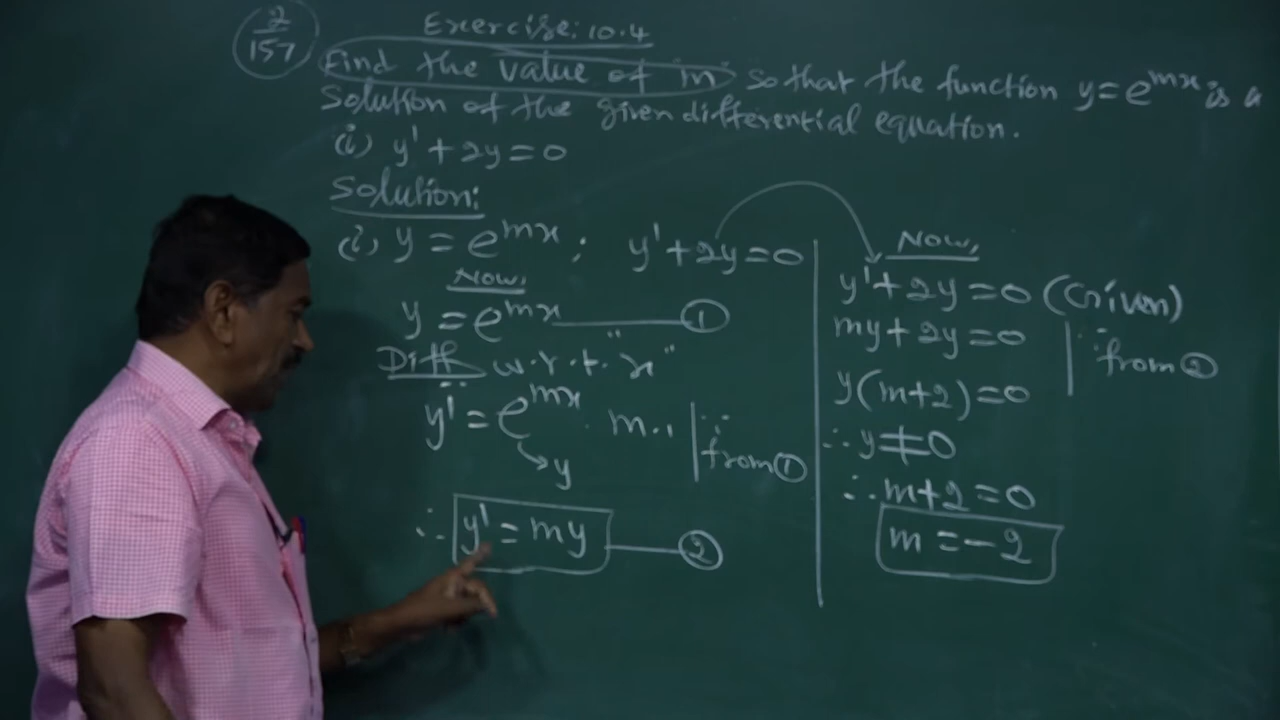 2/157
Exercise: 10.4
Find the value of "m" so that the function y = e^mx is a
Solution of the given differential equation.
(i) y' + 2y = 0
Solution:
(i) y = e^mx ; y' + 2y = 0
Now,
y = e^mx ——— ①
Diff w.r.t. "x"
y' = e^mx . m.1 | ∵ from ①
→ y
∴ y' = my ——— ②
Now,
y' + 2y = 0 (Given)
my + 2y = 0 | ∵ from ②
y(m+2) = 0
∴ y ≠ 0
∴ m+2 = 0
m = -2